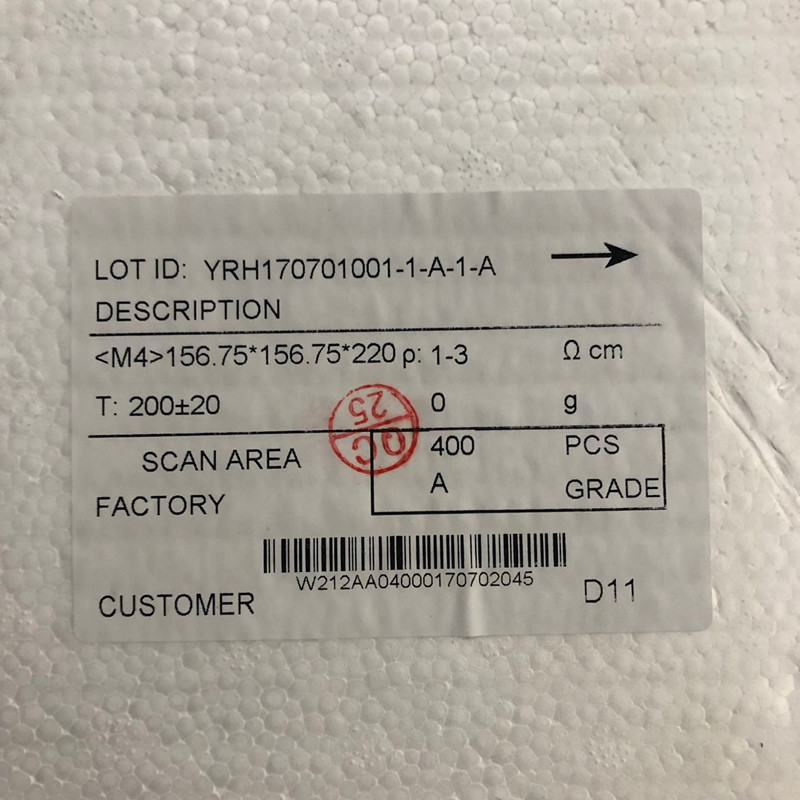 LOT ID: YRH170701001-1-A-1-A
DESCRIPTION
<M4>156.75*156.75*220 ρ: 1-3 Ω cm
T: 200±20 0 g
QC 25
SCAN AREA 400 PCS
FACTORY A GRADE
W212AA04000170702045
CUSTOMER D11